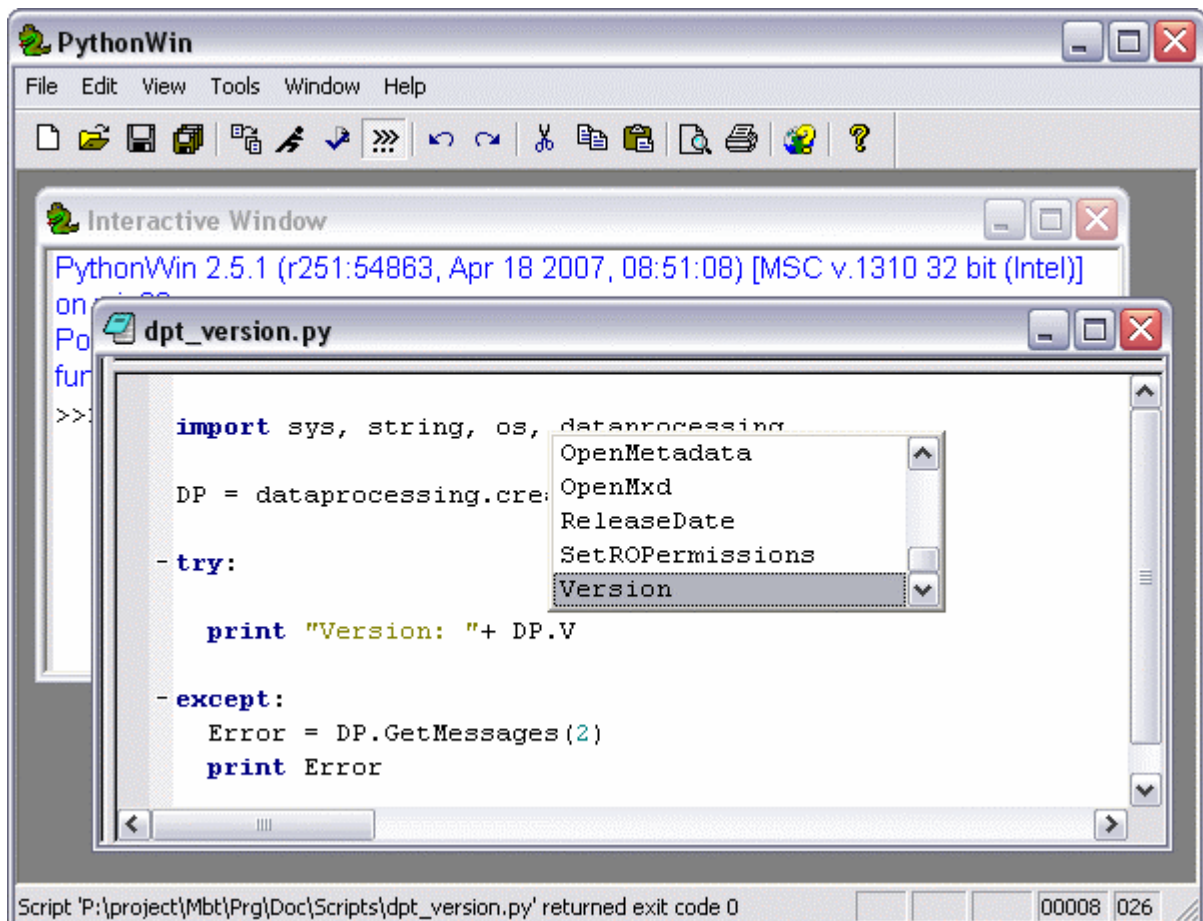 PythonWin
File Edit View Tools Window Help
Interactive Window
PythonWin 2.5.1 (r251:54863, Apr 18 2007, 08:51:08) [MSC v.1310 32 bit (Intel)]
on
Po
fun
>>>
dpt_version.py
import sys, string, os, dataprocessing
DP = dataprocessing.cre
try:
print "Version: "+ DP.V
except:
Error = DP.GetMessages(2)
print Error
OpenMetadata
OpenMxd
ReleaseDate
SetROPermissions
Version
Script 'P:\project\Mbt\Prg\Doc\Scripts\dpt_version.py' returned exit code 0
00008 026